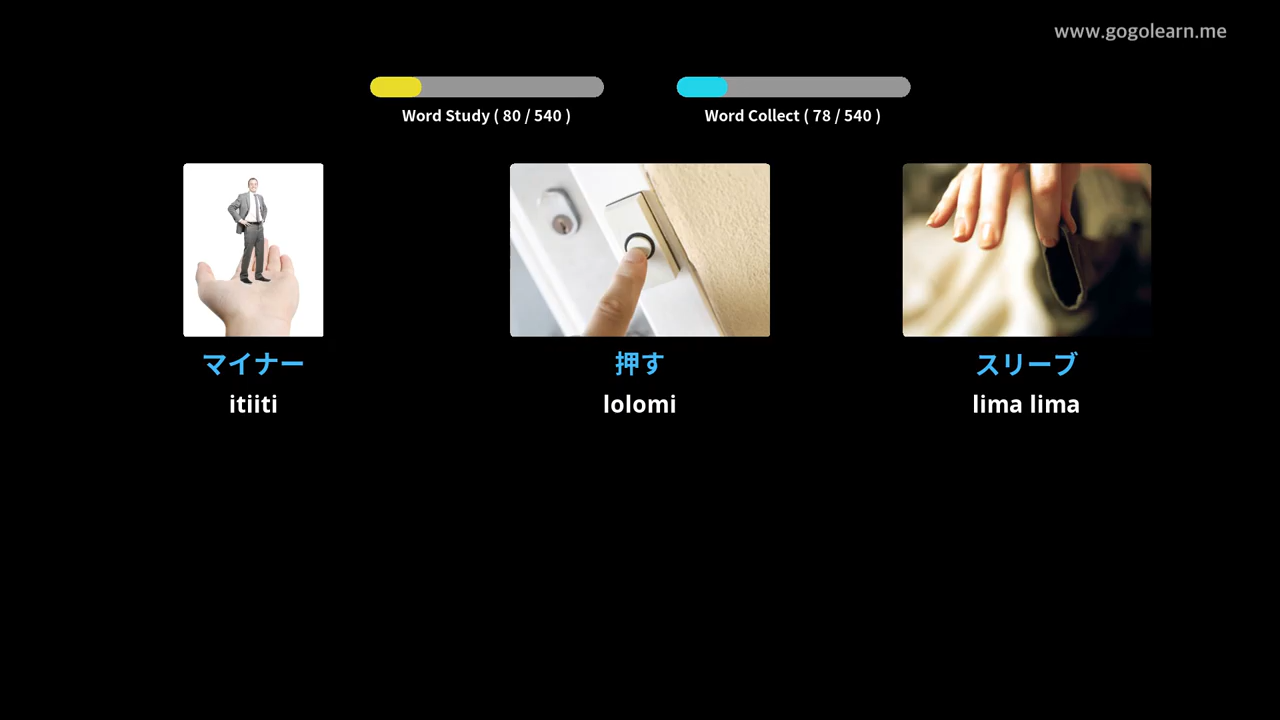 www.gogolearn.me
Word Study ( 80 / 540 )
Word Collect ( 78 / 540 )
マイナー
押す
スリーブ
itiiti
lolomi
lima lima